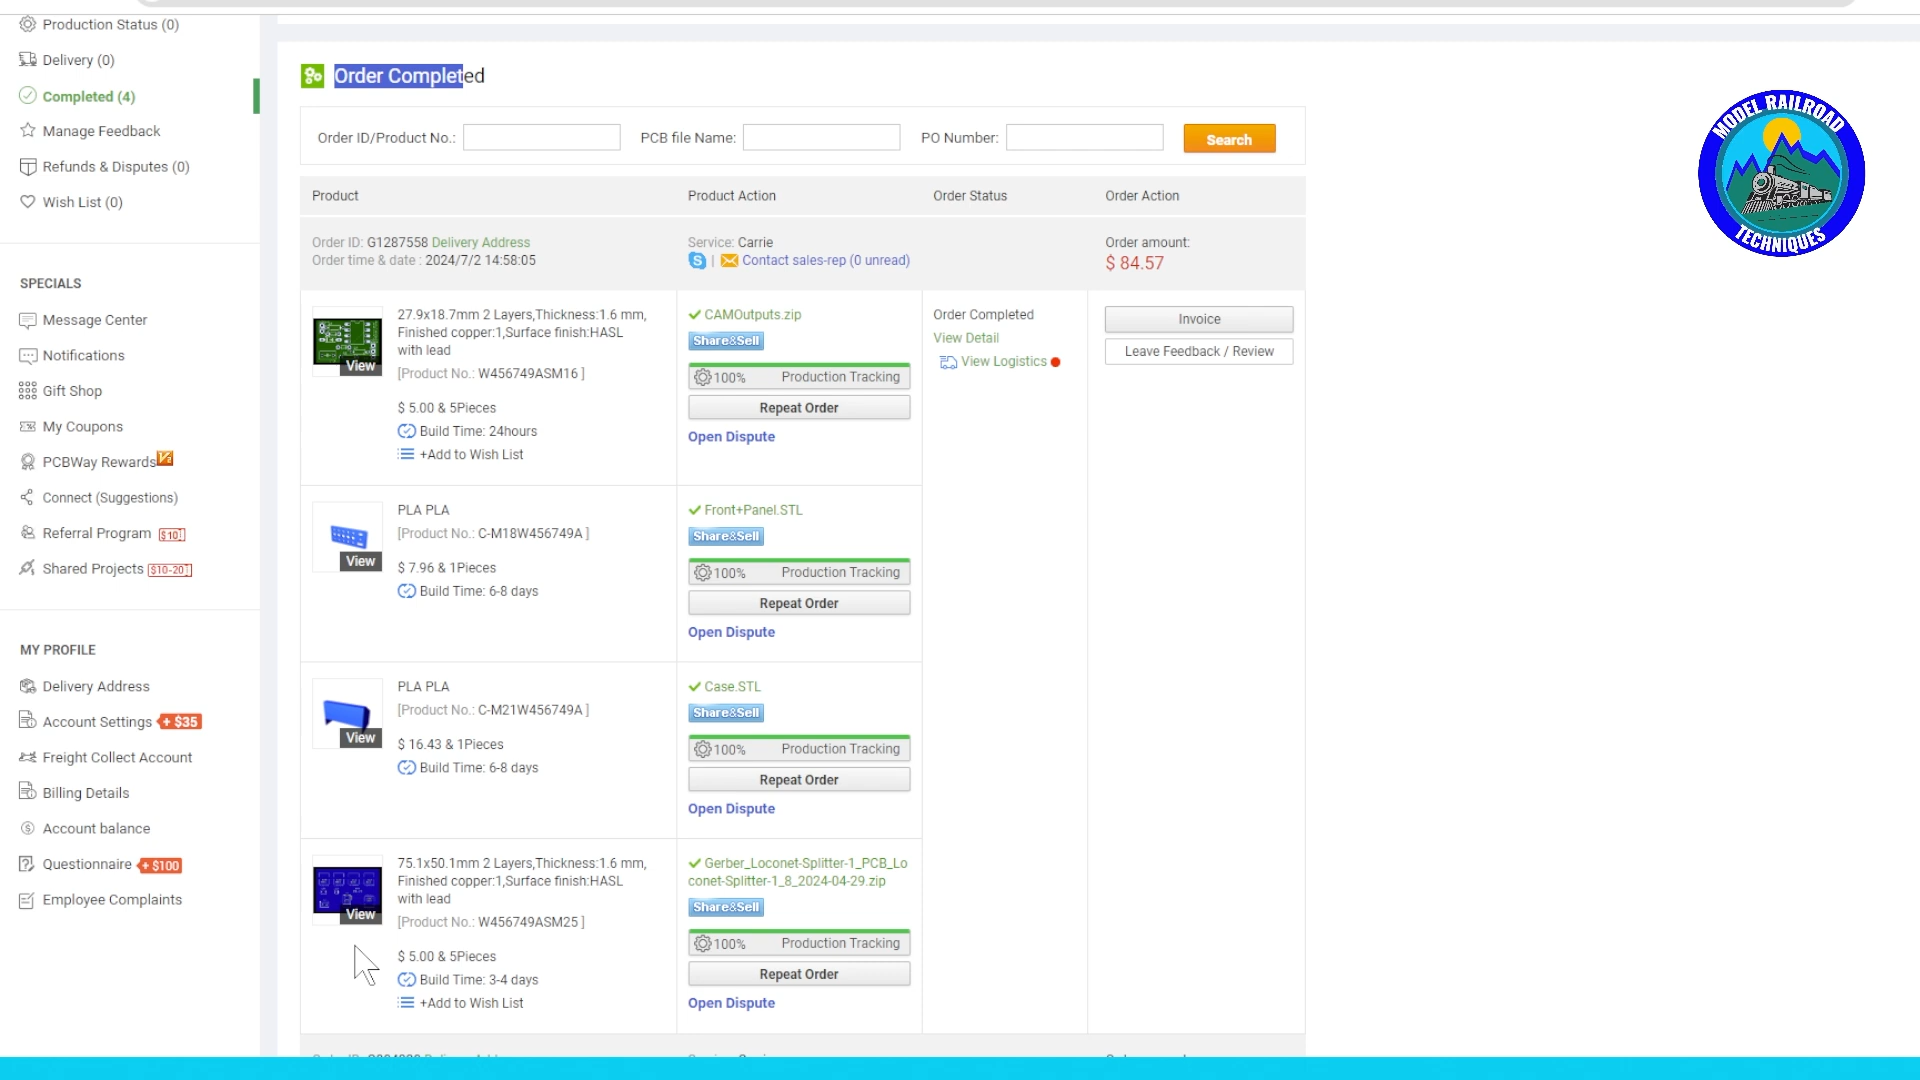 Production Status (0)
Delivery (0)
Completed (4)
Manage Feedback
Refunds & Disputes (0)
Wish List (0)
SPECIALS
Message Center
Notifications
Gift Shop
My Coupons
PCBWay Rewards
Connect (Suggestions)
Referral Program $10
Shared Projects $10-20
MY PROFILE
Delivery Address
Account Settings + $35
Freight Collect Account
Billing Details
Account balance
Questionnaire + $100
Employee Complaints
Order Completed
Order ID/Product No.: PCB file Name: PO Number: Search
Product Product Action Order Status Order Action
Order ID: G1287558 Delivery Address
Order time & date : 2024/7/2 14:58:05
Service: Carrie
Contact sales-rep (0 unread)
Order amount:
$ 84.57
27.9x18.7mm 2 Layers,Thickness:1.6 mm,
Finished copper:1,Surface finish:HASL
with lead
View
[Product No.: W456749ASM16 ]
$ 5.00 & 5Pieces
Build Time: 24hours
+Add to Wish List
CAMOutputs.zip
Share&Sell
100% Production Tracking
Repeat Order
Open Dispute
Order Completed
View Detail
View Logistics
Invoice
Leave Feedback / Review
PLA PLA
[Product No.: C-M18W456749A ]
View
$ 7.96 & 1Pieces
Build Time: 6-8 days
Front+Panel.STL
Share&Sell
100% Production Tracking
Repeat Order
Open Dispute
PLA PLA
[Product No.: C-M21W456749A ]
View
$ 16.43 & 1Pieces
Build Time: 6-8 days
Case.STL
Share&Sell
100% Production Tracking
Repeat Order
Open Dispute
75.1x50.1mm 2 Layers,Thickness:1.6 mm,
Finished copper:1,Surface finish:HASL
with lead
View
[Product No.: W456749ASM25 ]
$ 5.00 & 5Pieces
Build Time: 3-4 days
+Add to Wish List
Gerber_Loconet-Splitter-1_PCB_Lo
conet-Splitter-1_8_2024-04-29.zip
Share&Sell
100% Production Tracking
Repeat Order
Open Dispute
MODEL RAILROAD
TECHNIQUES